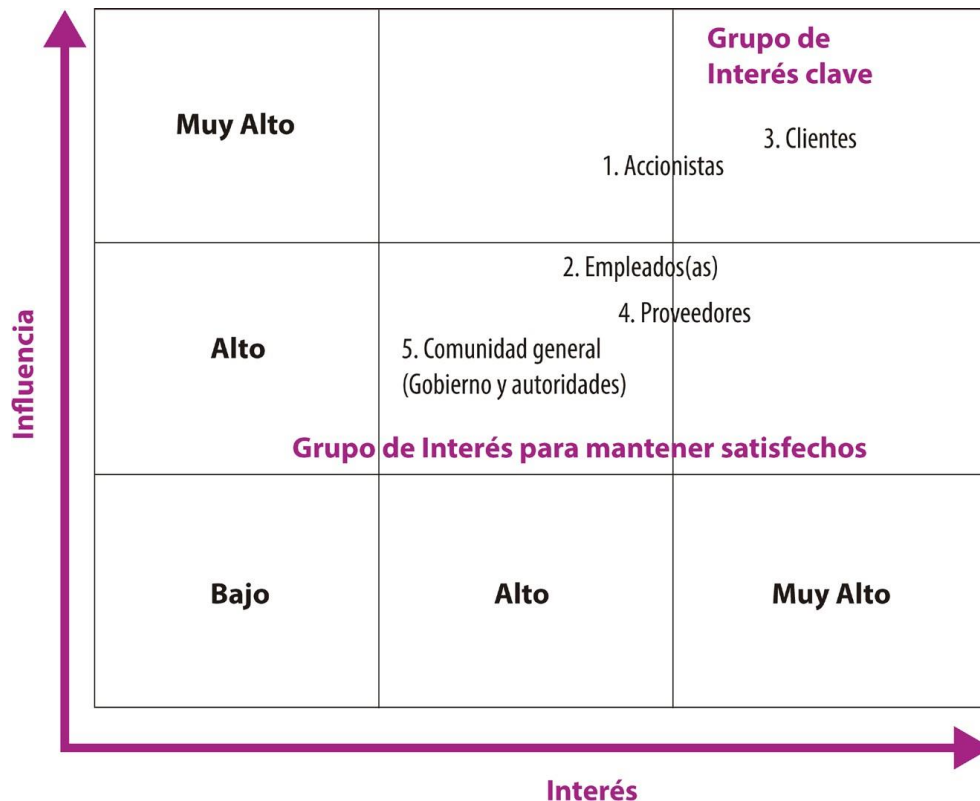 Grupo de
Interés clave
Muy Alto
3. Clientes
1. Accionistas
2. Empleados(as)
4. Proveedores
Influencia
Alto
5. Comunidad general
(Gobierno y autoridades)
Grupo de Interés para mantener satisfechos
Bajo
Alto
Muy Alto
Interés